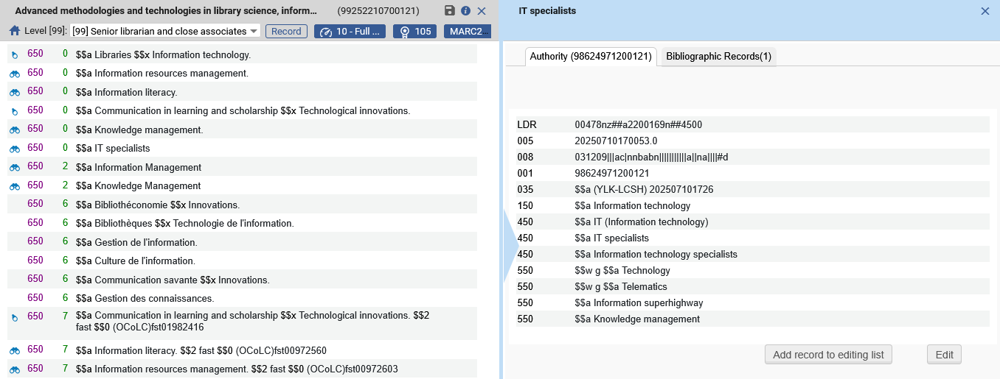 Advanced methodologies and technologies in library science, inform... (99252210700121)
Level [99]: [99] Senior librarian and close associates Record 10 - Full ... 105 MARC2...
650 0 $$a Libraries $$x Information technology.
650 0 $$a Information resources management.
650 0 $$a Information literacy.
650 0 $$a Communication in learning and scholarship $$x Technological innovations.
650 0 $$a Knowledge management.
650 0 $$a IT specialists
650 2 $$a Information Management
650 2 $$a Knowledge Management
650 6 $$a Bibliothéconomie $$x Innovations.
650 6 $$a Bibliothèques $$x Technologie de l'information.
650 6 $$a Gestion de l'information.
650 6 $$a Culture de l'information.
650 6 $$a Communication savante $$x Innovations.
650 6 $$a Gestion des connaissances.
650 7 $$a Communication in learning and scholarship $$x Technological innovations. $$2
fast $$0 (OCoLC)fst01982416
650 7 $$a Information literacy. $$2 fast $$0 (OCoLC)fst00972560
650 7 $$a Information resources management. $$2 fast $$0 (OCoLC)fst00972603
IT specialists
Authority (98624971200121) Bibliographic Records(1)
LDR 00478nz##a2200169n##4500
005 20250710170053.0
008 031209|||ac|nnbabn|||||||||||a||na||||#d
001 98624971200121
035 $$a (YLK-LCSH) 202507101726
150 $$a Information technology
450 $$a IT (Information technology)
450 $$a IT specialists
450 $$a Information technology specialists
550 $$w g $$a Technology
550 $$w g $$a Telematics
550 $$a Information superhighway
550 $$a Knowledge management
Add record to editing list Edit